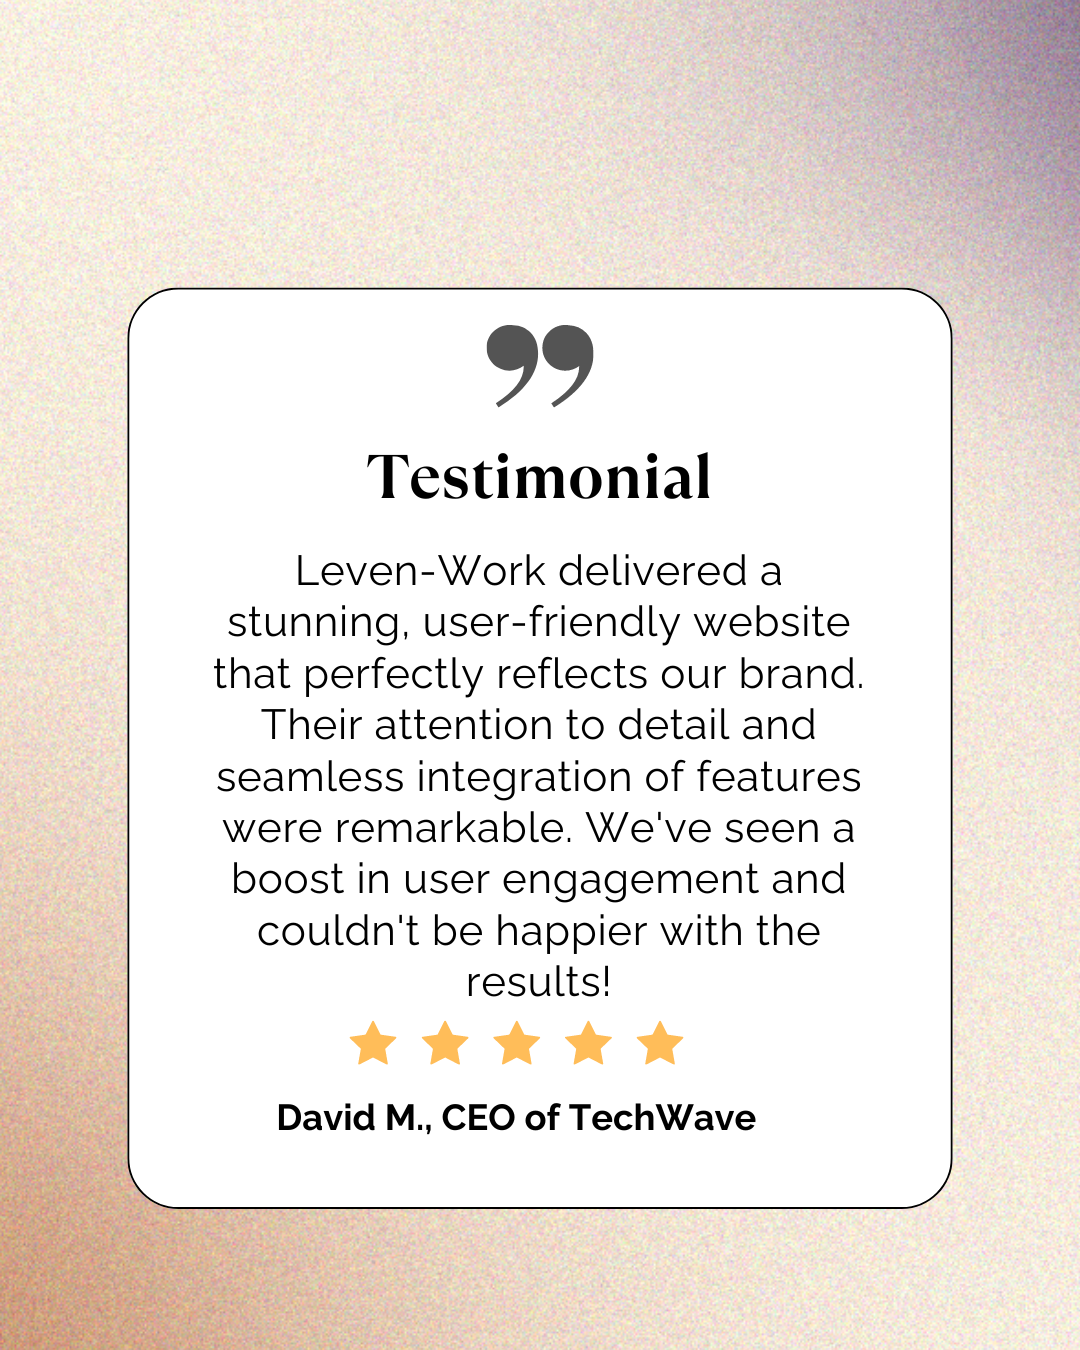 ”
Testimonial
Leven-Work delivered a
stunning, user-friendly website
that perfectly reflects our brand.
Their attention to detail and
seamless integration of features
were remarkable. We've seen a
boost in user engagement and
couldn't be happier with the
results!
David M., CEO of TechWave